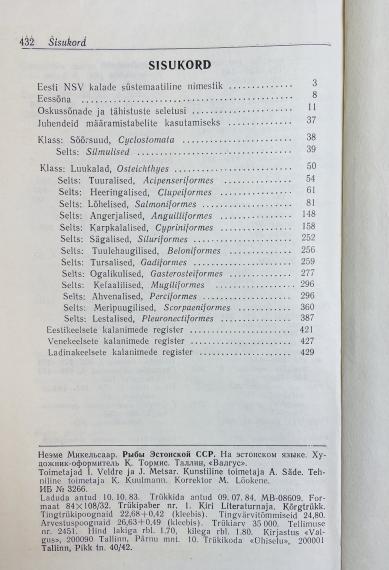 432 Sisukord
SISUKORD
Eesti NSV kalade süstemaatiline nimestik . . . . . . . . . . . . 3
Eessõna . . . . . . . . . . . . . . . . . . . . . . . . . . . . . 8
Oskussõnade ja tähistuste seletusi . . . . . . . . . . . . . . . 11
Juhendeid määramistabelite kasutamiseks . . . . . . . . . . . . 37
Klass: Sõõrsuud, Cyclostomata . . . . . . . . . . . . . . . . . 38
Selts: Silmulised . . . . . . . . . . . . . . . . . . . . . . . 39
Klass: Luukalad, Osteichthyes . . . . . . . . . . . . . . . . . 50
Selts: Tuuralised, Acipenseriformes . . . . . . . . . . . . . . 54
Selts: Heeringalised, Clupeiformes . . . . . . . . . . . . . . . 61
Selts: Lõhelised, Salmoniformes . . . . . . . . . . . . . . . . 81
Selts: Angerjalised, Anguilliformes . . . . . . . . . . . . . . 148
Selts: Karpkalalised, Cypriniformes . . . . . . . . . . . . . . 158
Selts: Sägalised, Siluriformes . . . . . . . . . . . . . . . . . 252
Selts: Tuulehaugilised, Beloniformes . . . . . . . . . . . . . . 256
Selts: Tursalised, Gadiformes . . . . . . . . . . . . . . . . . 259
Selts: Ogalikulised, Gasterosteiformes . . . . . . . . . . . . . 277
Selts: Kefaalilised, Mugiliformes . . . . . . . . . . . . . . . 296
Selts: Ahvenalised, Perciformes . . . . . . . . . . . . . . . . 296
Selts: Meripuugilised, Scorpaeniformes . . . . . . . . . . . . . 360
Selts: Lestalised, Pleuronectiformes . . . . . . . . . . . . . . 387
Eestikeelsete kalanimede register . . . . . . . . . . . . . . . 421
Venekeelsete kalanimede register . . . . . . . . . . . . . . . . 427
Ladinakeelsete kalanimede register . . . . . . . . . . . . . . . 429
Неэме Микельсаар. Рыбы Эстонской ССР. На эстонском языке. Ху-
дожник-оформитель К. Тормис. Таллин, «Валгус».
Toimetajad I. Veldre ja J. Metsar. Kunstiline toimetaja A. Säde. Teh-
niline toimetaja K. Kuulmann. Korrektor M. Lõokene.
ИБ № 3266.
Laduda antud 10.10.83. Trükkida antud 09.07.84. MB-08609. For-
maat 84×108/32. Trükipaber nr. 1. Kiri Literaturnaja. Kõrgtrükk.
Tingtrükipoognaid 22,68+0,42 (kleebis). Tingvärvitõmmiseid 24,80.
Arvestuspoognaid 26,63+0,49 (kleebis). Trükiarv 35 000. Tellimuse
nr. 2451. Hind lakiga rbl. 1.70, kilega rbl. 1.80. Kirjastus «Val-
gus», 200090 Tallinn, Pärnu mnt. 10. Trükikoda «Ühiselu», 200001
Tallinn, Pikk tn. 40/42.